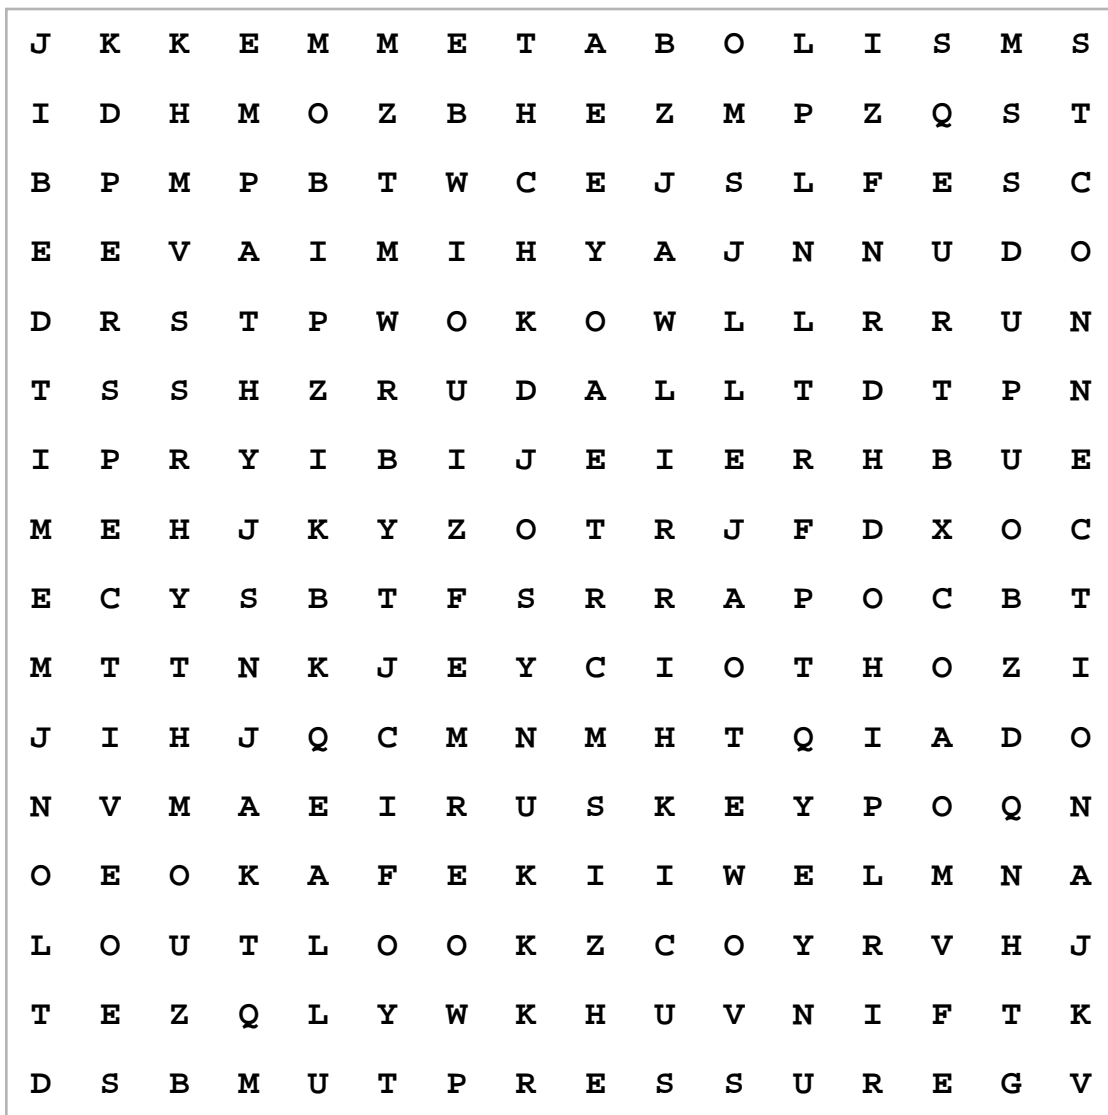 J K K E M M E T A B O L I S M S
I D H M O Z B H E Z M P Z Q S T
B P M P B T W C E J S L F E S C
E E V A I M I H Y A J N N U D O
D R S T P W O K O W L L R R U N
T S S H Z R U D A L L T D T P N
I P R Y I B I J E I E R H B U E
M E H J K Y Z O T R J F D X O C
E C Y S B T F S R R A P O C B T
M T T N K J E Y C I O T H O Z I
J I H J Q C M N M H T Q I A D O
N V M A E I R U S K E Y P O Q N
O E O K A F E K I I W E L M N A
L O U T L O O K Z C O Y R V H J
T E Z Q L Y W K H U V N I F T K
D S B M U T P R E S S U R E G V